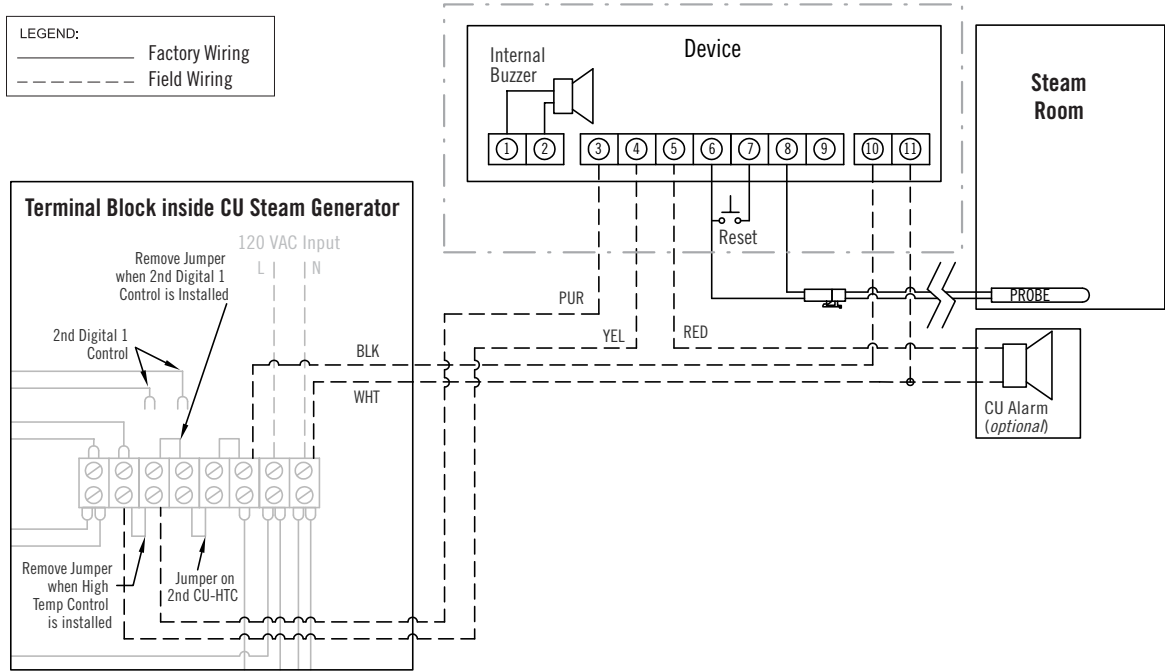 LEGEND:
Factory Wiring
Field Wiring
Device
Internal
Buzzer
1 2 3 4 5 6 7 8 9 10 11
Reset
Steam
Room
PROBE
Terminal Block inside CU Steam Generator
120 VAC Input
L N
Remove Jumper
when 2nd Digital 1
Control is Installed
2nd Digital 1
Control
PUR
YEL
RED
BLK
WHT
CU Alarm
(optional)
Remove Jumper
when High
Temp Control
is installed
Jumper on
2nd CU-HTC